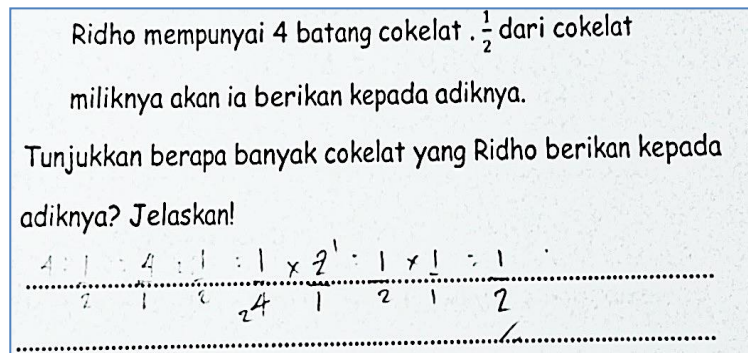 Ridho mempunyai 4 batang cokelat . 1/2 dari cokelat
miliknya akan ia berikan kepada adiknya.
Tunjukkan berapa banyak cokelat yang Ridho berikan kepada
adiknya? Jelaskan!
4 : 1/2 : 4/1 : 1/2 : 1/₂4 × 2¹/1 : 1/2 × 1/1 : 1/2